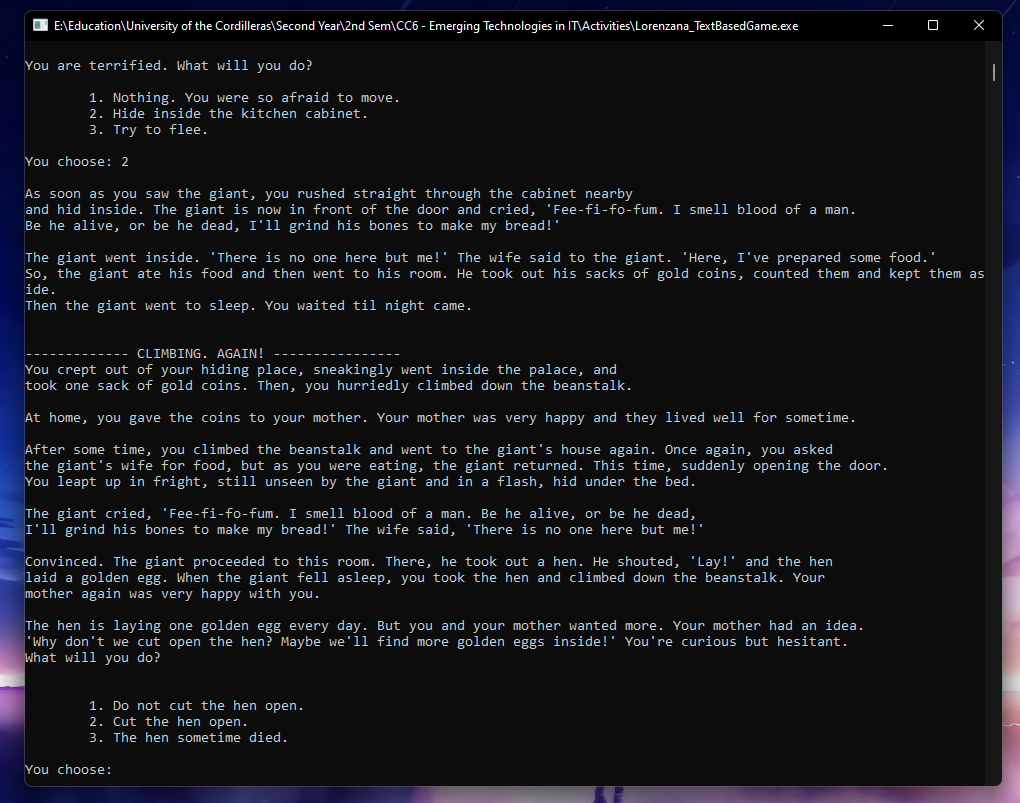 E:\Education\University of the Cordilleras\Second Year\2nd Sem\CC6 - Emerging Technologies in IT\Activities\Lorenzana_TextBasedGame.exe
You are terrified. What will you do?
1. Nothing. You were so afraid to move.
2. Hide inside the kitchen cabinet.
3. Try to flee.
You choose: 2
As soon as you saw the giant, you rushed straight through the cabinet nearby
and hid inside. The giant is now in front of the door and cried, 'Fee-fi-fo-fum. I smell blood of a man.
Be he alive, or be he dead, I'll grind his bones to make my bread!'
The giant went inside. 'There is no one here but me!' The wife said to the giant. 'Here, I've prepared some food.'
So, the giant ate his food and then went to his room. He took out his sacks of gold coins, counted them and kept them as
ide.
Then the giant went to sleep. You waited til night came.
------------- CLIMBING. AGAIN! ----------------
You crept out of your hiding place, sneakingly went inside the palace, and
took one sack of gold coins. Then, you hurriedly climbed down the beanstalk.
At home, you gave the coins to your mother. Your mother was very happy and they lived well for sometime.
After some time, you climbed the beanstalk and went to the giant's house again. Once again, you asked
the giant's wife for food, but as you were eating, the giant returned. This time, suddenly opening the door.
You leapt up in fright, still unseen by the giant and in a flash, hid under the bed.
The giant cried, 'Fee-fi-fo-fum. I smell blood of a man. Be he alive, or be he dead,
I'll grind his bones to make my bread!' The wife said, 'There is no one here but me!'
Convinced. The giant proceeded to this room. There, he took out a hen. He shouted, 'Lay!' and the hen
laid a golden egg. When the giant fell asleep, you took the hen and climbed down the beanstalk. Your
mother again was very happy with you.
The hen is laying one golden egg every day. But you and your mother wanted more. Your mother had an idea.
'Why don't we cut open the hen? Maybe we'll find more golden eggs inside!' You're curious but hesitant.
What will you do?
1. Do not cut the hen open.
2. Cut the hen open.
3. The hen sometime died.
You choose: